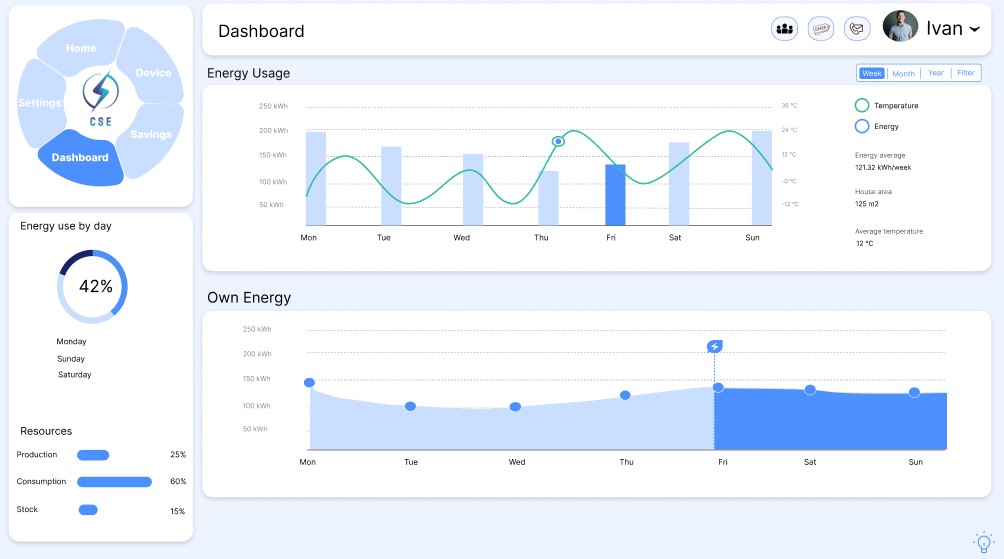 Home
Device
Settings
CSE
Savings
Dashboard
Dashboard
OFFER
Ivan
Energy Usage
Week Month Year Filter
250 kWh
200 kWh
150 kWh
100 kWh
50 kWh
36 °C
24 °C
12 °C
-0 °C
-12 °C
Mon Tue Wed Thu Fri Sat Sun
Temperature
Energy
Energy average
121.32 kWh/week
House area
125 m2
Average temperature
12 °C
Energy use by day
42%
Monday
Sunday
Saturday
Resources
Production 25%
Consumption 60%
Stock 15%
Own Energy
250 kWh
200 kWh
150 kWh
100 kWh
50 kWh
Mon Tue Wed Thu Fri Sat Sun